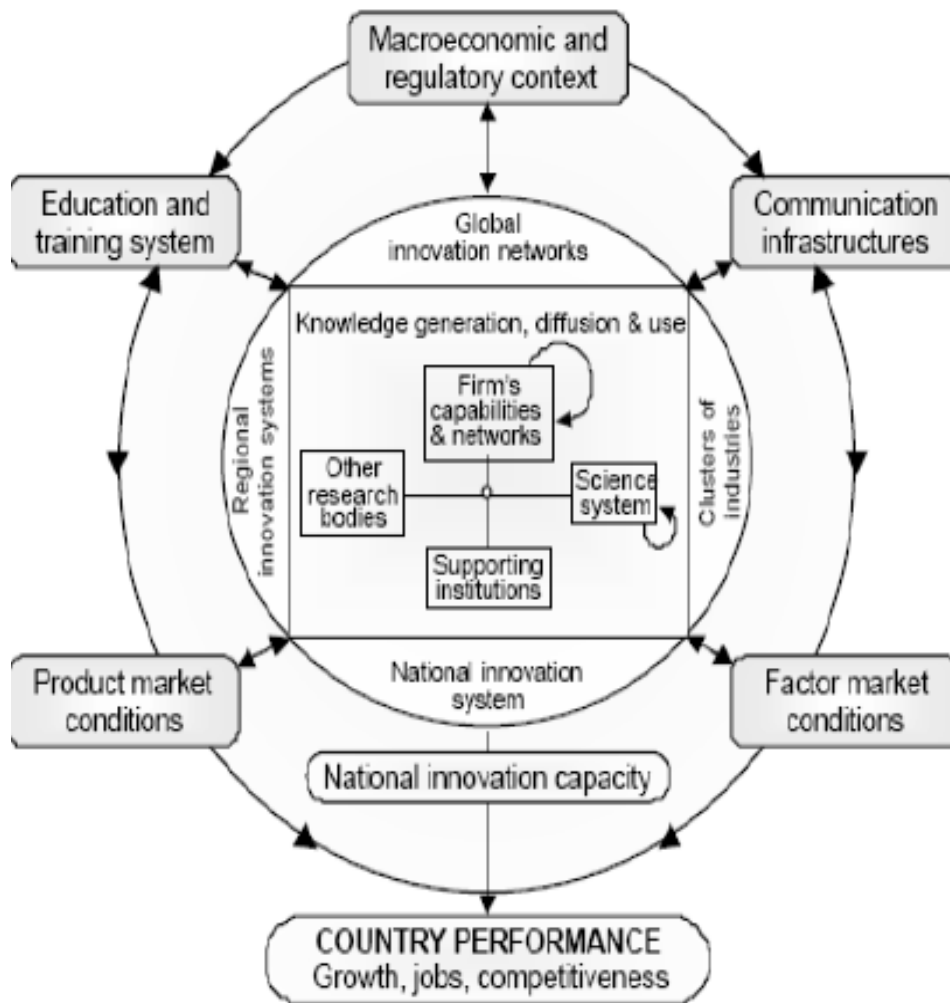 Macroeconomic and
regulatory context
Education and
training system
Communication
infrastructures
Global
innovation networks
Knowledge generation, diffusion & use
Regional
innovation systems
Clusters of
industries
Firm's
capabilities
& networks
Other
research
bodies
Science
system
Supporting
institutions
National innovation
system
Product market
conditions
Factor market
conditions
National innovation capacity
COUNTRY PERFORMANCE
Growth, jobs, competitiveness